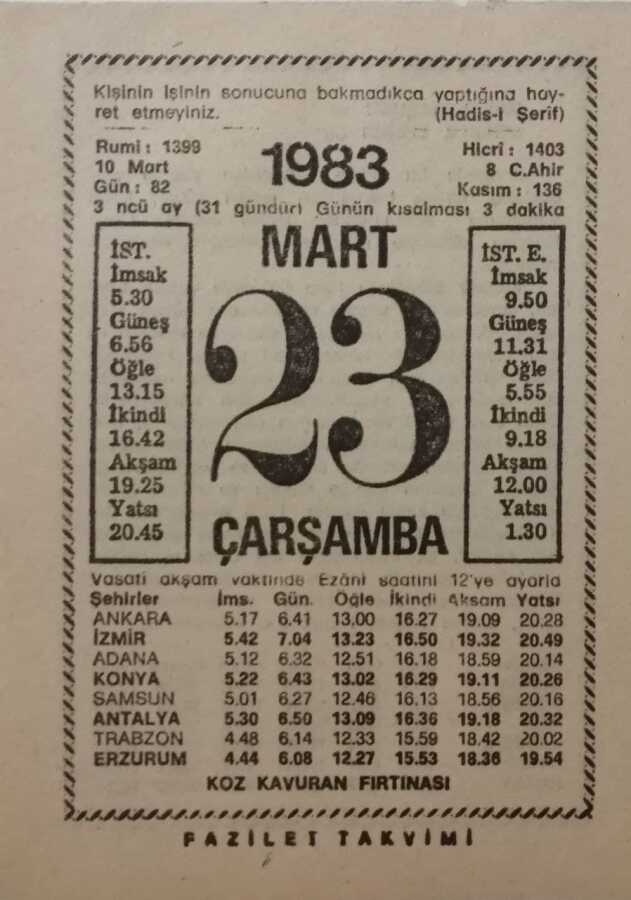 Kişinin işinin sonucuna bakmadıkca yaptığına hay-
ret etmeyiniz. (Hadis-i Şerif)
Rumi : 1399
10 Mart
Gün : 82
1983
Hicri : 1403
8 C.Ahir
Kasım : 136
3 ncü ay (31 gündür) Günün kısalması 3 dakika
İST.
İmsak
5.30
Güneş
6.56
Öğle
13.15
İkindi
16.42
Akşam
19.25
Yatsı
20.45
MART
23
ÇARŞAMBA
İST. E.
İmsak
9.50
Güneş
11.31
Öğle
5.55
İkindi
9.18
Akşam
12.00
Yatsı
1.30
Vasati akşam vaktinde Ezâni saatini 12'ye ayarla
Şehirler İms. Gün. Öğle İkindi Akşam Yatsı
ANKARA 5.17 6.41 13.00 16.27 19.09 20.28
İZMİR 5.42 7.04 13.23 16.50 19.32 20.49
ADANA 5.12 6.32 12.51 16.18 18.59 20.14
KONYA 5.22 6.43 13.02 16.29 19.11 20.26
SAMSUN 5.01 6.27 12.46 16.13 18.56 20.16
ANTALYA 5.30 6.50 13.09 16.36 19.18 20.32
TRABZON 4.48 6.14 12.33 15.59 18.42 20.02
ERZURUM 4.44 6.08 12.27 15.53 18.36 19.54
KOZ KAVURAN FIRTINASI
FAZİLET TAKVİMİ